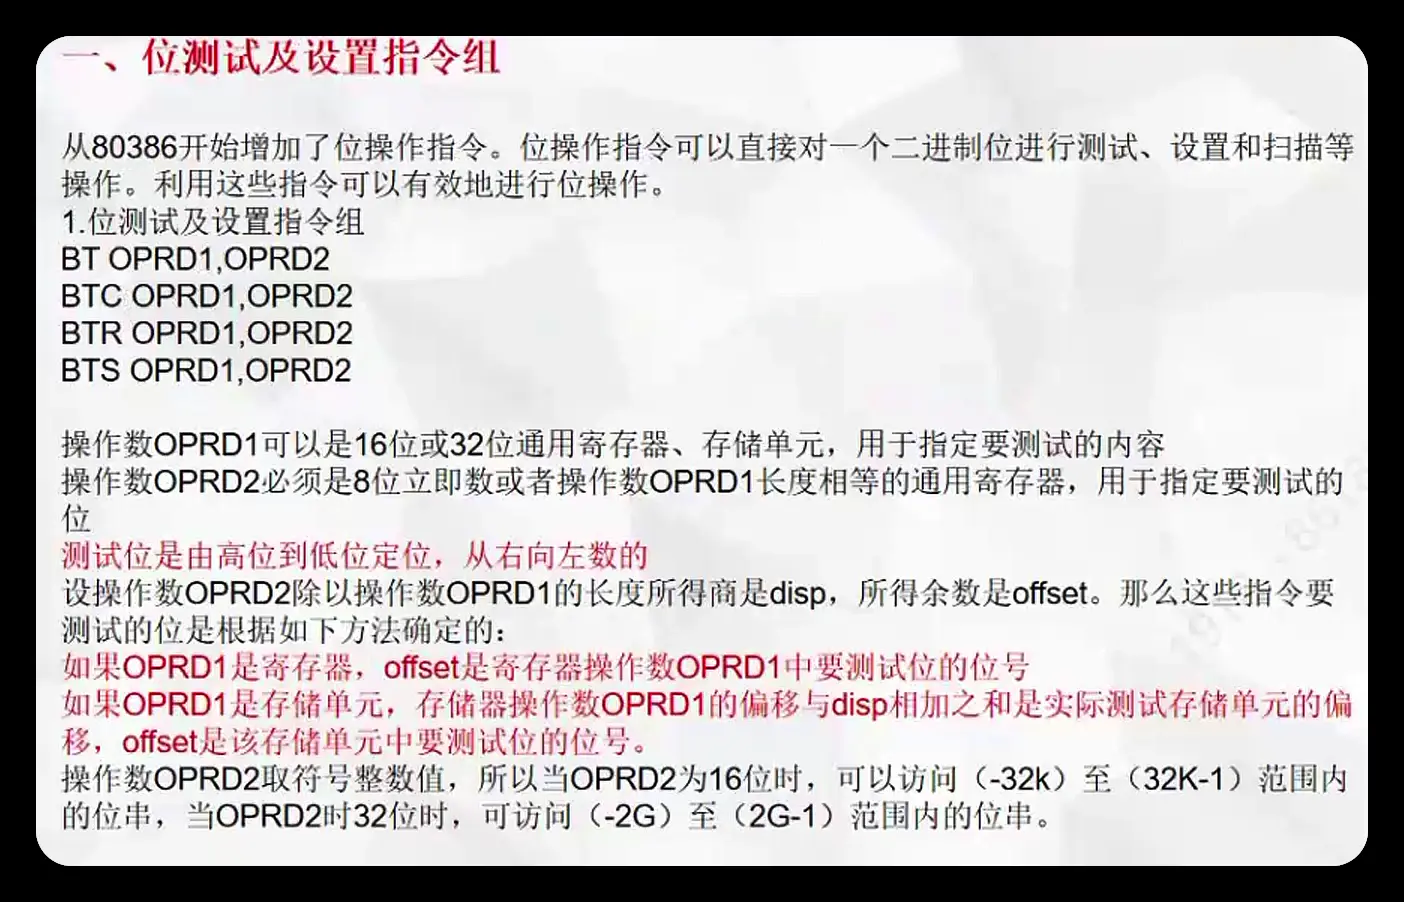 一、位测试及设置指令组
从80386开始增加了位操作指令。位操作指令可以直接对一个二进制位进行测试、设置和扫描等
操作。利用这些指令可以有效地进行位操作。
1.位测试及设置指令组
BT OPRD1,OPRD2
BTC OPRD1,OPRD2
BTR OPRD1,OPRD2
BTS OPRD1,OPRD2
操作数OPRD1可以是16位或32位通用寄存器、存储单元，用于指定要测试的内容
操作数OPRD2必须是8位立即数或者操作数OPRD1长度相等的通用寄存器，用于指定要测试的
位
测试位是由高位到低位定位，从右向左数的
设操作数OPRD2除以操作数OPRD1的长度所得商是disp，所得余数是offset。那么这些指令要
测试的位是根据如下方法确定的：
如果OPRD1是寄存器，offset是寄存器操作数OPRD1中要测试位的位号
如果OPRD1是存储单元，存储器操作数OPRD1的偏移与disp相加之和是实际测试存储单元的偏
移，offset是该存储单元中要测试位的位号。
操作数OPRD2取符号整数值，所以当OPRD2为16位时，可以访问（-32k）至（32K-1）范围内
的位串，当OPRD2时32位时，可访问（-2G）至（2G-1）范围内的位串。